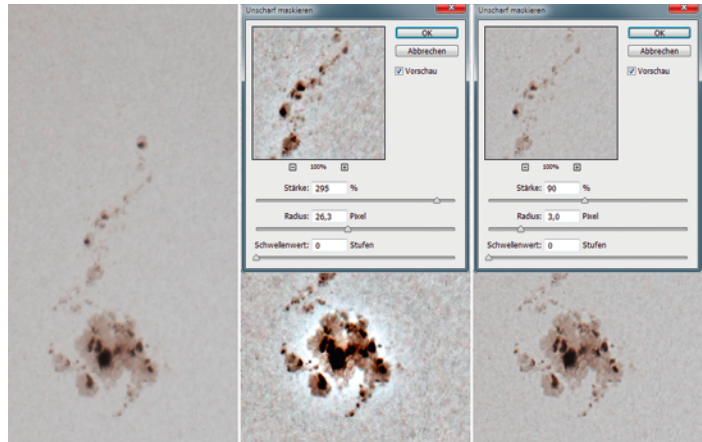 Unscharf maskieren
OK
Abbrechen
Vorschau
100%
Stärke: 295 %
Radius: 26,3 Pixel
Schwellenwert: 0 Stufen
Unscharf maskieren
OK
Abbrechen
Vorschau
100%
Stärke: 90 %
Radius: 3,0 Pixel
Schwellenwert: 0 Stufen